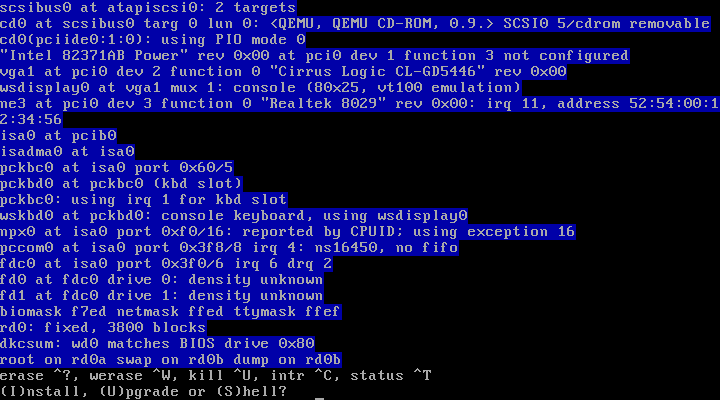 scsibus0 at atapiscsi0: 2 targets
cd0 at scsibus0 targ 0 lun 0: <QEMU, QEMU CD-ROM, 0.9.> SCSI0 5/cdrom removable
cd0(pciide0:1:0): using PIO mode 0
"Intel 82371AB Power" rev 0x00 at pci0 dev 1 function 3 not configured
vga1 at pci0 dev 2 function 0 "Cirrus Logic CL-GD5446" rev 0x00
wsdisplay0 at vga1 mux 1: console (80x25, vt100 emulation)
ne3 at pci0 dev 3 function 0 "Realtek 8029" rev 0x00: irq 11, address 52:54:00:1
2:34:56
isa0 at pcib0
isadma0 at isa0
pckbc0 at isa0 port 0x60/5
pckbd0 at pckbc0 (kbd slot)
pckbc0: using irq 1 for kbd slot
wskbd0 at pckbd0: console keyboard, using wsdisplay0
npx0 at isa0 port 0xf0/16: reported by CPUID; using exception 16
pccom0 at isa0 port 0x3f8/8 irq 4: ns16450, no fifo
fdc0 at isa0 port 0x3f0/6 irq 6 drq 2
fd0 at fdc0 drive 0: density unknown
fd1 at fdc0 drive 1: density unknown
biomask f7ed netmask ffed ttymask ffef
rd0: fixed, 3800 blocks
dkcsum: wd0 matches BIOS drive 0x80
root on rd0a swap on rd0b dump on rd0b
erase ^?, werase ^W, kill ^U, intr ^C, status ^T
(I)nstall, (U)pgrade or (S)hell? _